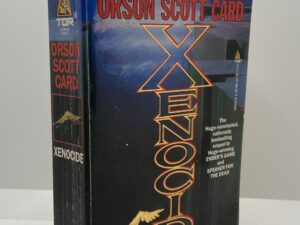 TOR
ORSON
SCOTT
CARD
XENOCIDE
ORSON SCOTT CARD
XENOCID
The
Hugo-nominated,
nationally
bestselling
sequel to
Hugo-winning
ENDER'S GAME
and
SPEAKER FOR
THE DEAD